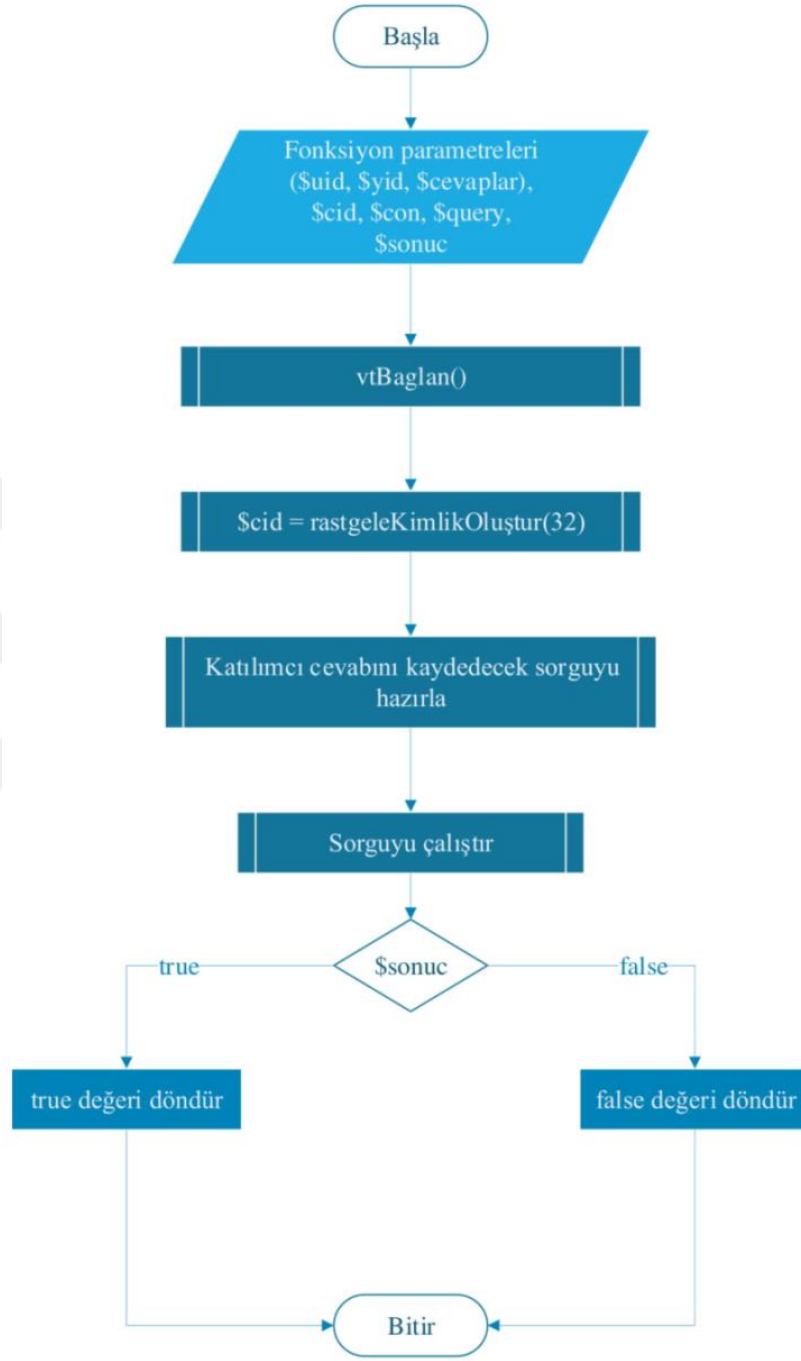 Başla
Fonksiyon parametreleri
($uid, $yid, $cevaplar),
$cid, $con, $query,
$sonuc
vtBaglan()
$cid = rastgeleKimlikOluştur(32)
Katılımcı cevabını kaydedecek sorguyu
hazırla
Sorguyu çalıştır
true
$sonuc
false
true değeri döndür
false değeri döndür
Bitir